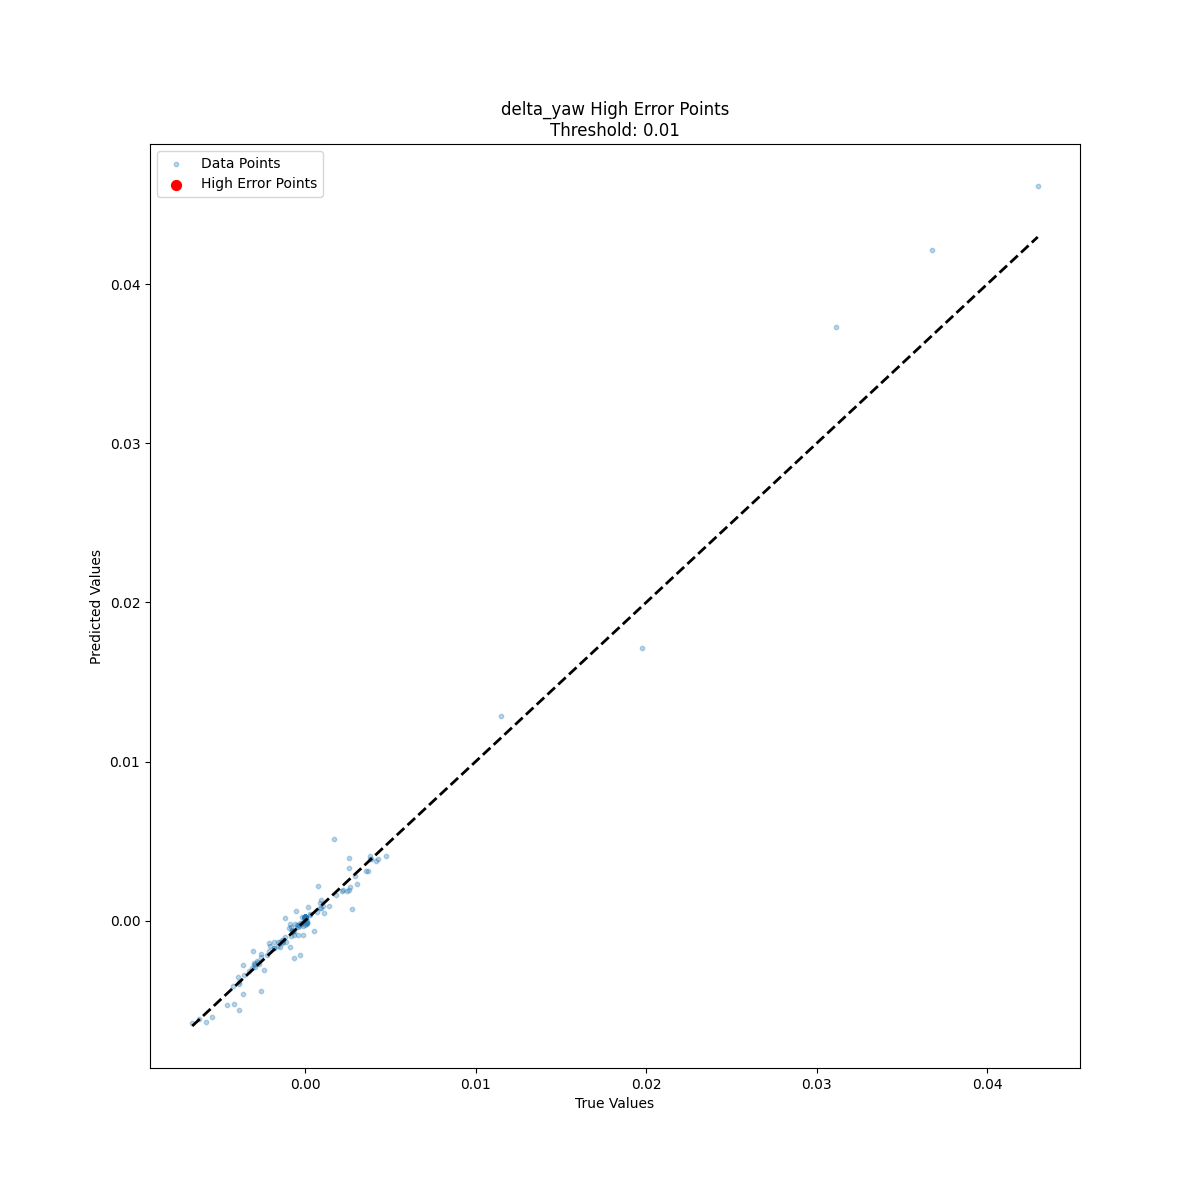 delta_yaw High Error Points
Threshold: 0.01
Data Points
High Error Points
0.04
0.03
0.02
0.01
0.00
Predicted Values
0.00 0.01 0.02 0.03 0.04
True Values